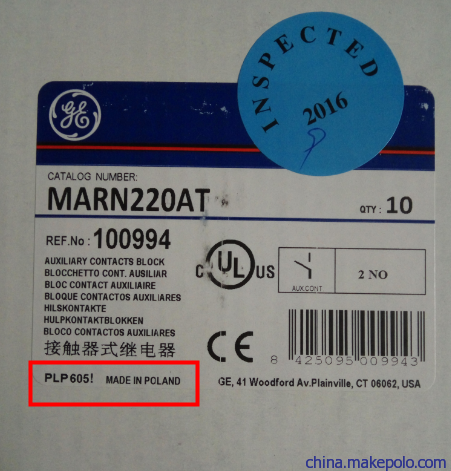 INSPECTED
2016
GE
CATALOG NUMBER:
MARN220AT
QTY: 10
REF.No: 100994
AUXILIARY CONTACTS BLOCK
BLOCCHETTO CONT. AUSILIAR
BLOC CONTACT AUXILIAIRE
BLOQUE CONTACTOS AUXILIARES
HILSKONTAKTE
HULPKONTAKTBLOKKEN
BLOCO CONTACTOS AUXILIARES
接触器式继电器
C UL US
AUX.CONT
2 NO
CE
8 425095 009943
PLP605! MADE IN POLAND
GE, 41 Woodford Av.Plainville, CT 06062, USA
china.makepolo.com